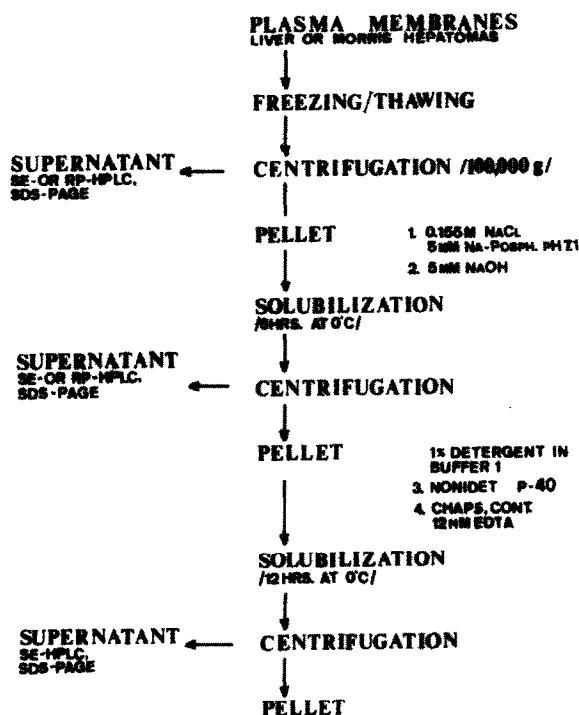 PLASMA MEMBRANES
LIVER OR MORRIS HEPATOMAS
FREEZING/THAWING
SUPERNATANT
SE-OR RP-HPLC,
SDS-PAGE
CENTRIFUGATION /100,000 g/
PELLET
1. 0.155M NACL
5MM NA-POSPH. PH 7.1
2. 5MM NAOH
SOLUBILIZATION
/6HRS. AT 0°C/
SUPERNATANT
SE-OR RP-HPLC,
SDS-PAGE
CENTRIFUGATION
PELLET
1% DETERGENT IN
BUFFER 1
3. NONIDET P-40
4. CHAPS, CONT.
12MM EDTA
SOLUBILIZATION
/12HRS. AT 0°C/
SUPERNATANT
SE-HPLC,
SDS-PAGE
CENTRIFUGATION
PELLET